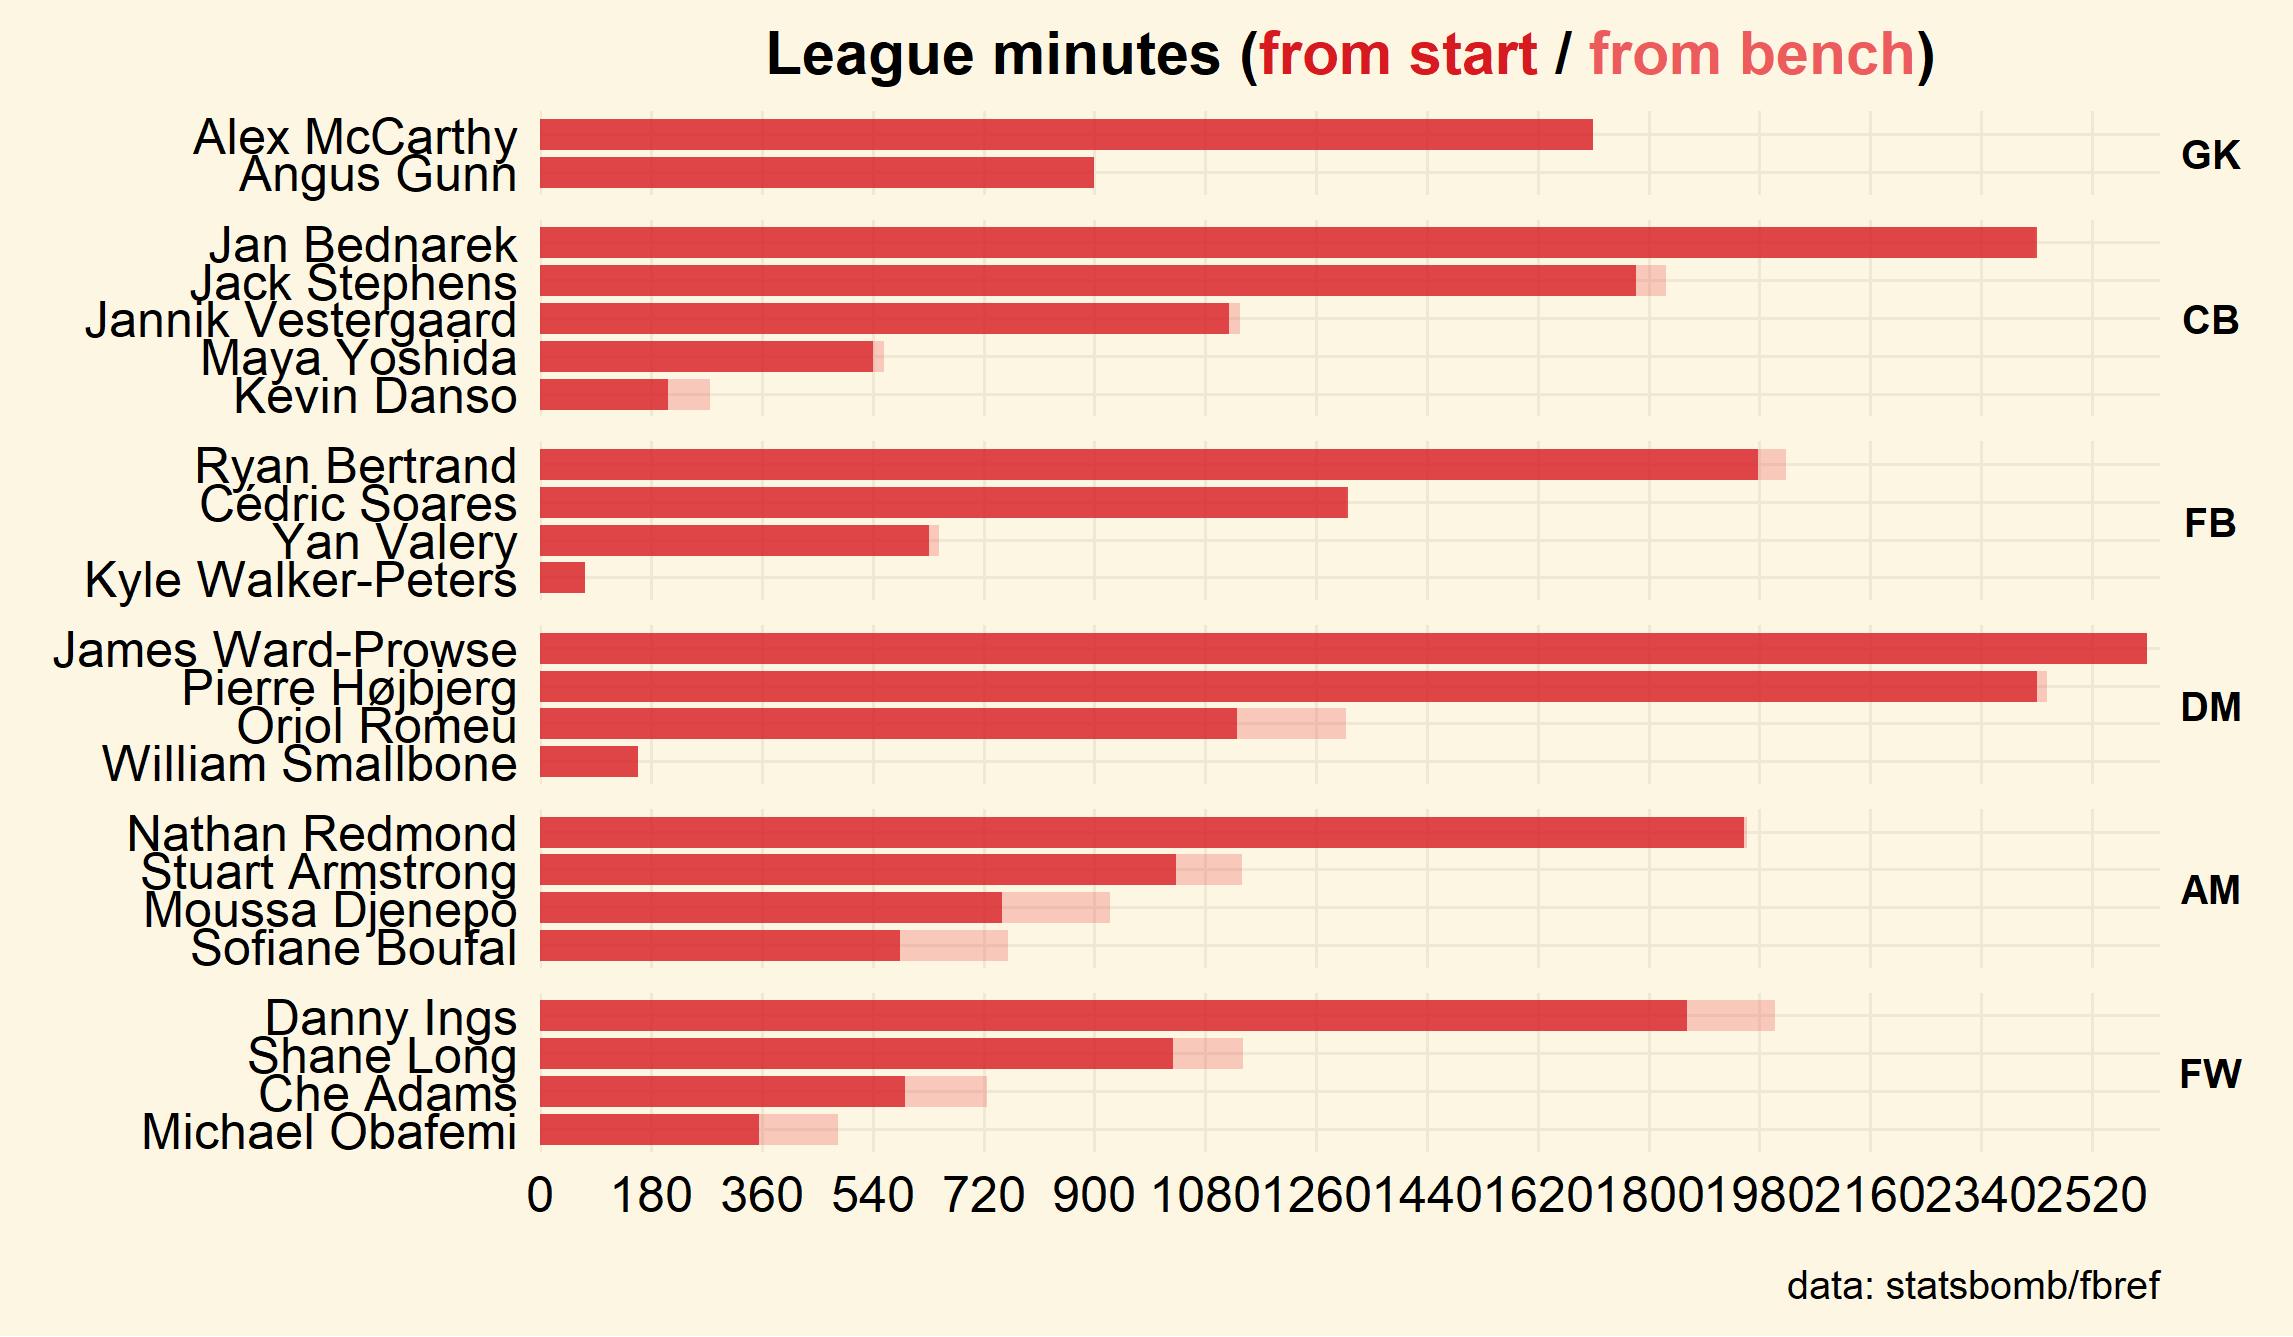 League minutes (from start / from bench)
Alex McCarthy
Angus Gunn
GK
Jan Bednarek
Jack Stephens
Jannik Vestergaard
Maya Yoshida
Kevin Danso
CB
Ryan Bertrand
Cédric Soares
Yan Valery
Kyle Walker-Peters
FB
James Ward-Prowse
Pierre Højbjerg
Oriol Romeu
William Smallbone
DM
Nathan Redmond
Stuart Armstrong
Moussa Djenepo
Sofiane Boufal
AM
Danny Ings
Shane Long
Che Adams
Michael Obafemi
FW
0 180 360 540 720 900 1080 1260 1440 1620 1800 1980 2160 2340 2520
data: statsbomb/fbref